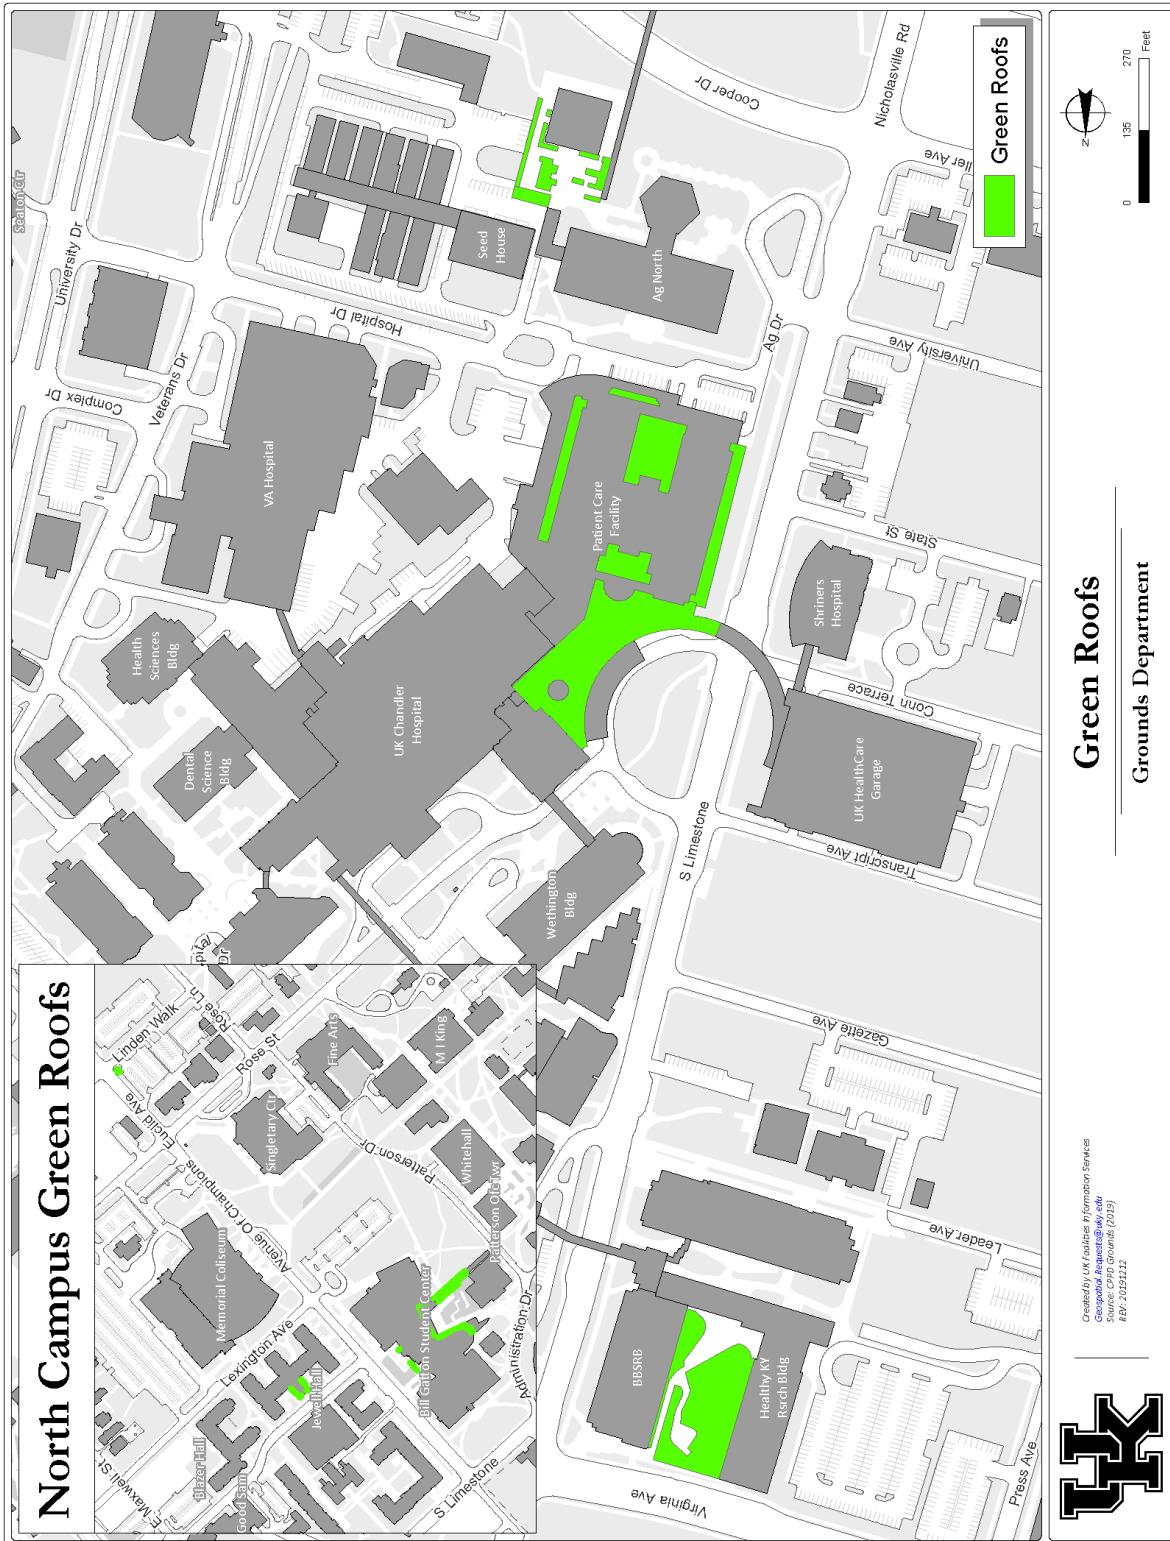 North Campus Green Roofs
E Maxwell St
Blazer Hall
Good Sam
Lexington Ave
Jewell Hall
Memorial Coliseum
Avenue Of Champions
Euclid Ave
Linden Walk
Rose Ln
Rose St
Singletary Ctr
Fine Arts
M I King
Patterson Dr
Whitehall
Patterson Ofc Twr
Bill Gatton Student Center
Administration Dr
S Limestone
Seaton Ctr
University Dr
Complex Dr
Veterans Dr
VA Hospital
Hospital Dr
Health
Sciences
Bldg
Dental
Science
Bldg
UK Chandler
Hospital
Seed
House
Ag North
Patient Care
Facility
Cooper Dr
Nicholasville Rd
Ag Dr
University Ave
State St
Shriners
Hospital
Conn Terrace
UK HealthCare
Garage
Transcript Ave
S Limestone
Wethington
Bldg
Gazette Ave
Leader Ave
BBSRB
Healthy KY
Rsrch Bldg
Virginia Ave
Press Ave
Green Roofs
N
0 135 270
Feet
Green Roofs
Grounds Department
Created by UK Facilities Information Services
Geospatial.Requests@uky.edu
Source: CPPD Grounds (2019)
REV: 20191212
UK